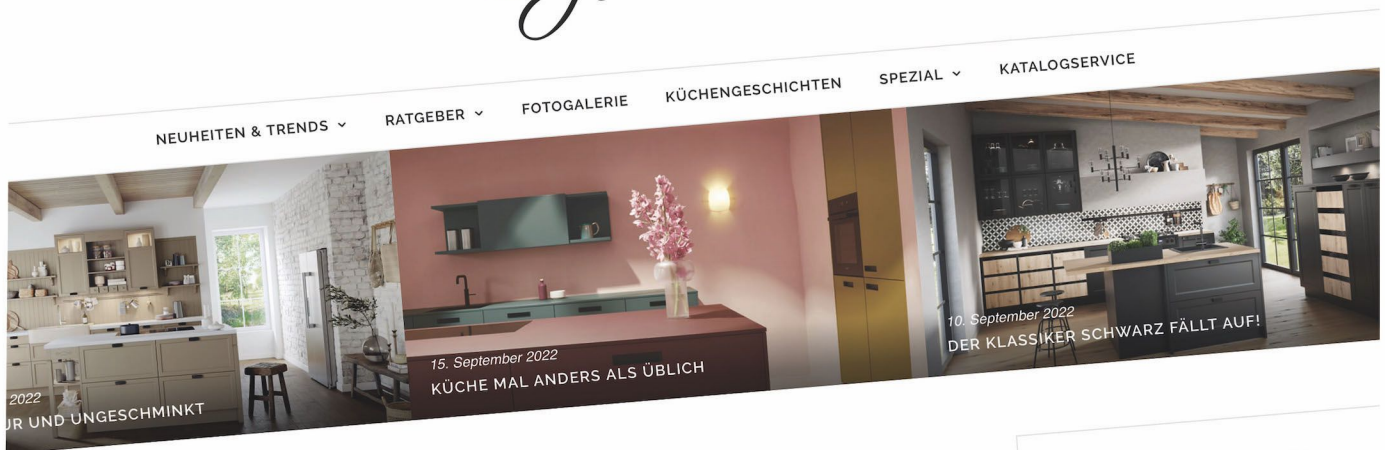 NEUHEITEN & TRENDS
RATGEBER
FOTOGALERIE
KÜCHENGESCHICHTEN
SPEZIAL
KATALOGSERVICE
2022
UND UNGESCHMINKT
15. September 2022
KÜCHE MAL ANDERS ALS ÜBLICH
10. September 2022
DER KLASSIKER SCHWARZ FÄLLT AUF!